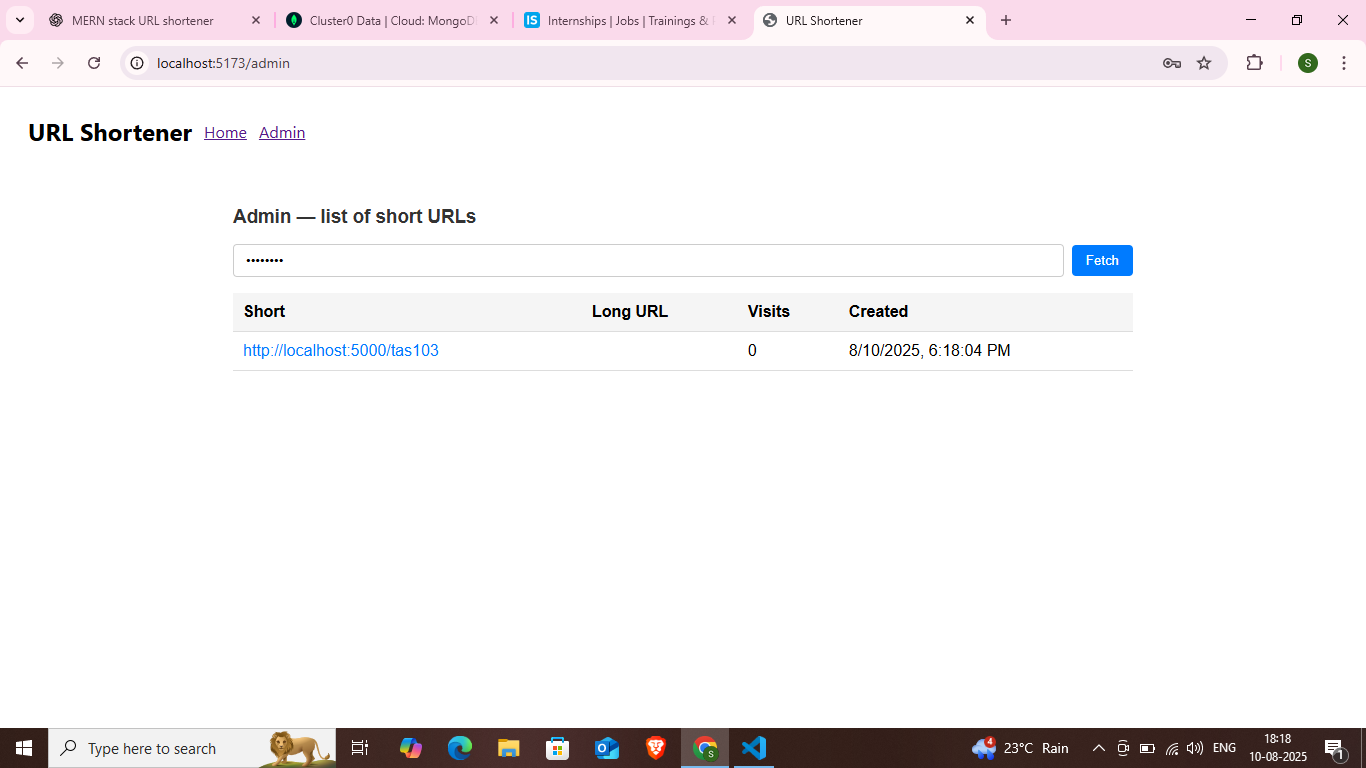 MERN stack URL shortener
Cluster0 Data | Cloud: MongoD
Internships | Jobs | Trainings &
URL Shortener
localhost:5173/admin
S
URL Shortener Home Admin
Admin — list of short URLs
••••••••
Fetch
Short Long URL Visits Created
http://localhost:5000/tas103 0 8/10/2025, 6:18:04 PM
Type here to search
4
23°C Rain
ENG
18:18
10-08-2025
1